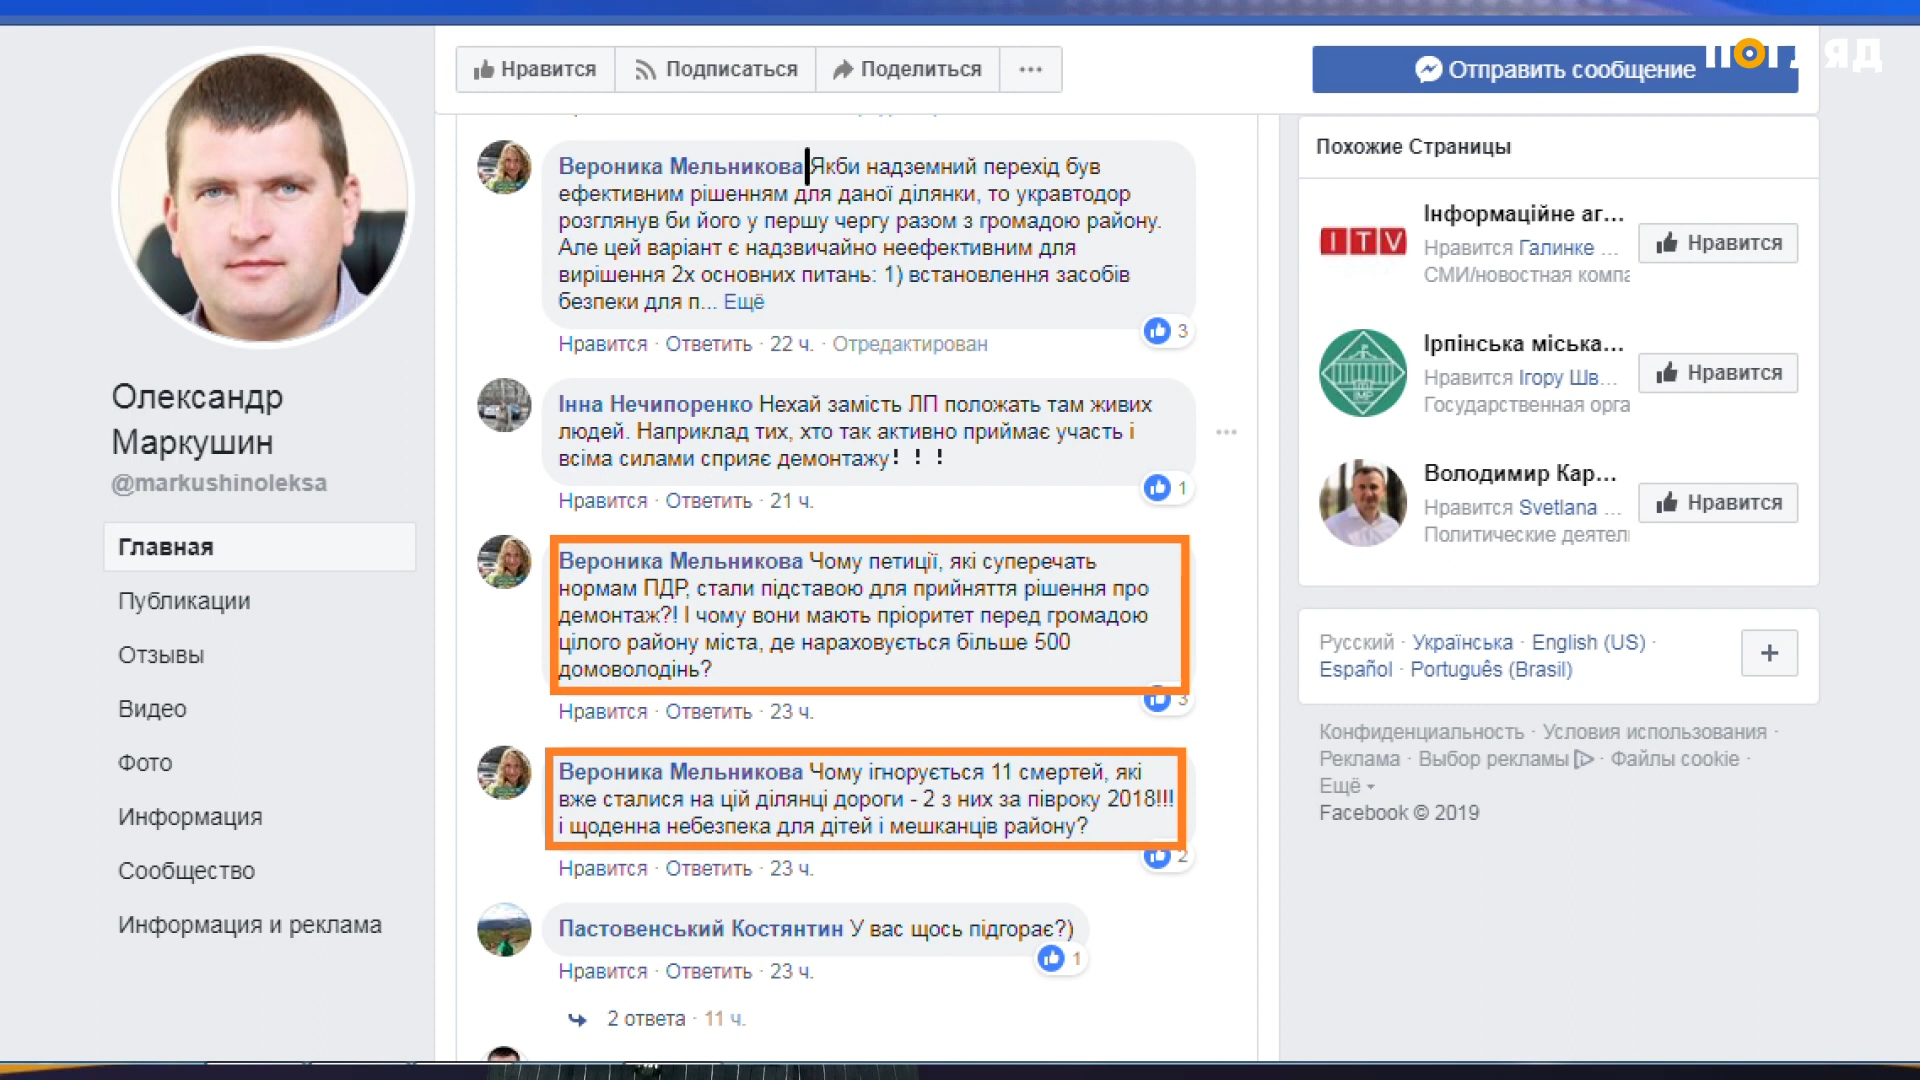 ПОГЛЯД
Нравится
Подписаться
Поделиться
Отправить сообщение
Олександр
Маркушин
@markushinoleksa
Главная
Публикации
Отзывы
Видео
Фото
Информация
Сообщество
Информация и реклама
Вероника Мельникова Якби надземний перехід був
ефективним рішенням для даної ділянки, то укравтодор
розглянув би його у першу чергу разом з громадою району.
Але цей варіант є надзвичайно неефективним для
вирішення 2х основних питань: 1) встановлення засобів
безпеки для п... Ещё
3
Нравится · Ответить · 22 ч. · Отредактирован
Інна Нечипоренко Нехай замість ЛП положать там живих
людей. Наприклад тих, хто так активно приймає участь і
всіма силами сприяє демонтажу! ! !
1
Нравится · Ответить · 21 ч.
Вероника Мельникова Чому петиції, які суперечать
нормам ПДР, стали підставою для прийняття рішення про
демонтаж?! І чому вони мають пріоритет перед громадою
цілого району міста, де нараховується більше 500
домоволодінь?
3
Нравится · Ответить · 23 ч.
Вероника Мельникова Чому ігнорується 11 смертей, які
вже сталися на цій ділянці дороги - 2 з них за півроку 2018!!!
і щоденна небезпека для дітей і мешканців району?
2
Нравится · Ответить · 23 ч.
Пастовенський Костянтин У вас щось підгорає?)
1
Нравится · Ответить · 23 ч.
2 ответа · 11 ч.
Похожие Страницы
ITV
Інформаційне аг...
Нравится Галинке ...
СМИ/новостная компа
Нравится
Ірпінська міська...
Нравится Ігору Шв...
Государственная орга
Нравится
Володимир Кар...
Нравится Svetlana ...
Политические деятел
Нравится
Русский · Українська · English (US) ·
Español · Português (Brasil)
Конфиденциальность · Условия использования ·
Реклама · Выбор рекламы · Файлы cookie ·
Ещё
Facebook © 2019